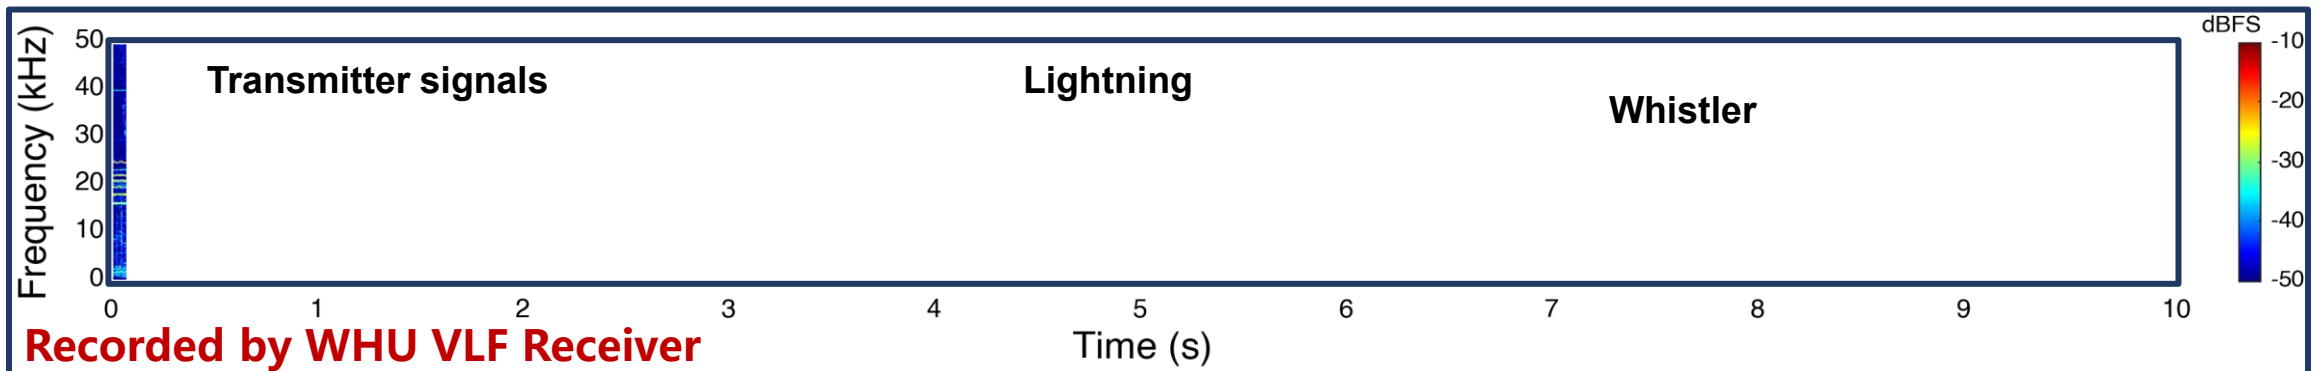 dBFS
50
40
30
20
10
0
Frequency (kHz)
Transmitter signals
Lightning
Whistler
-10
-20
-30
-40
-50
0 1 2 3 4 5 6 7 8 9 10
Time (s)
Recorded by WHU VLF Receiver